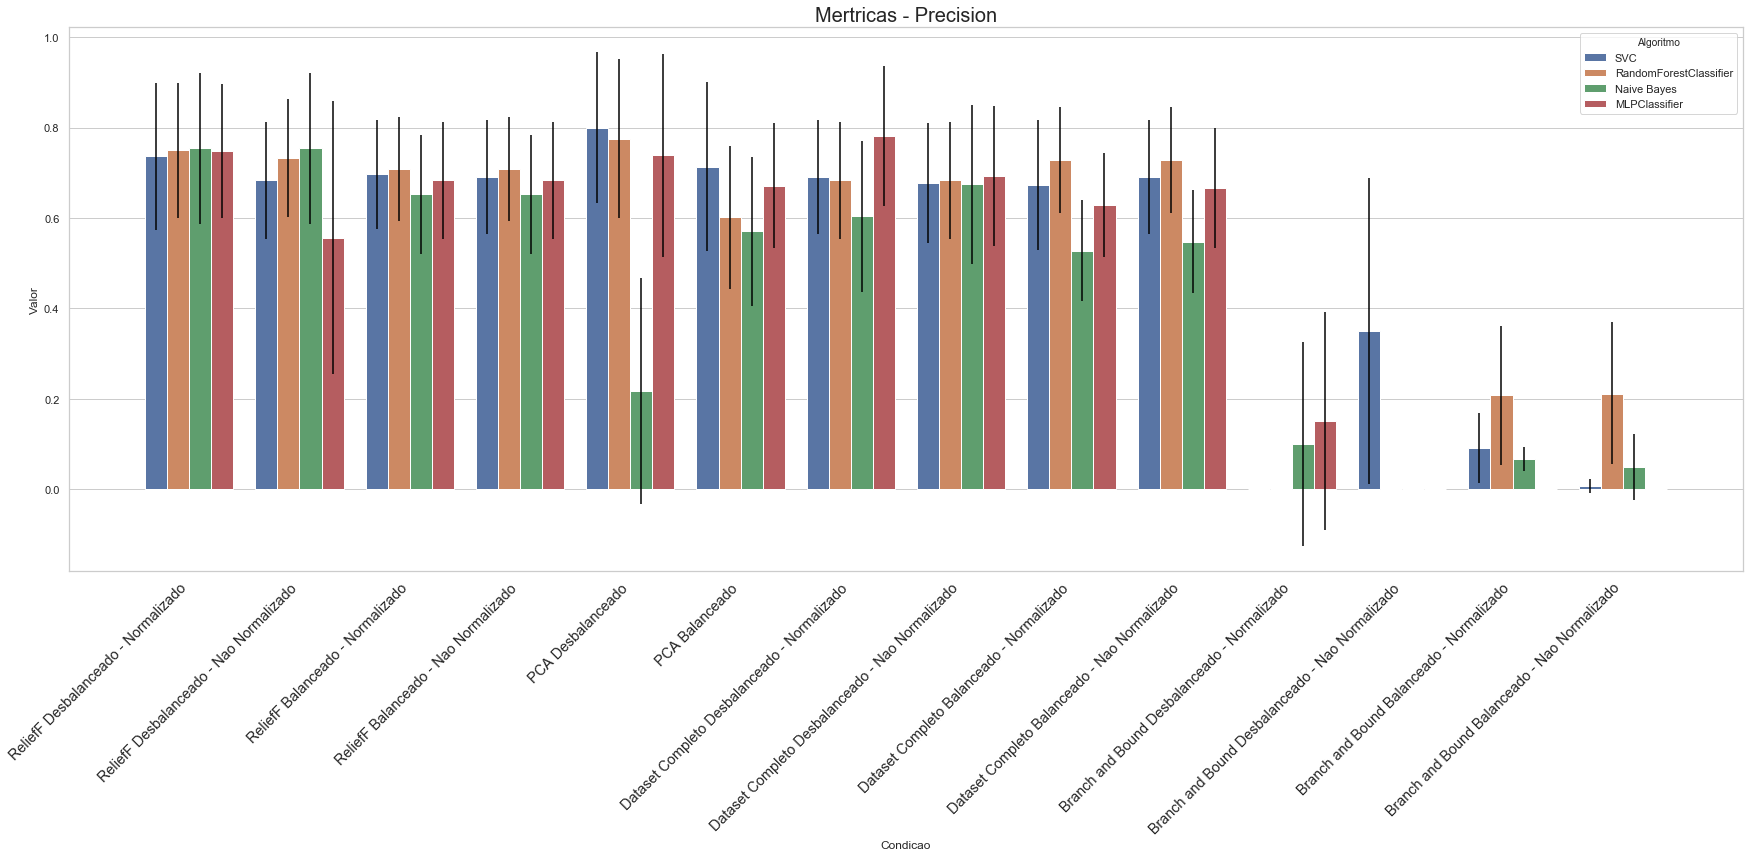 Mertricas - Precision
Algoritmo
SVC
RandomForestClassifier
Naive Bayes
MLPClassifier
Valor
1.0
0.8
0.6
0.4
0.2
0.0
ReliefF Desbalanceado - Normalizado
ReliefF Desbalanceado - Nao Normalizado
ReliefF Balanceado - Normalizado
ReliefF Balanceado - Nao Normalizado
PCA Desbalanceado
PCA Balanceado
Dataset Completo Desbalanceado - Normalizado
Dataset Completo Desbalanceado - Nao Normalizado
Dataset Completo Balanceado - Normalizado
Dataset Completo Balanceado - Nao Normalizado
Branch and Bound Desbalanceado - Normalizado
Branch and Bound Desbalanceado - Nao Normalizado
Branch and Bound Balanceado - Normalizado
Branch and Bound Balanceado - Nao Normalizado
Condicao